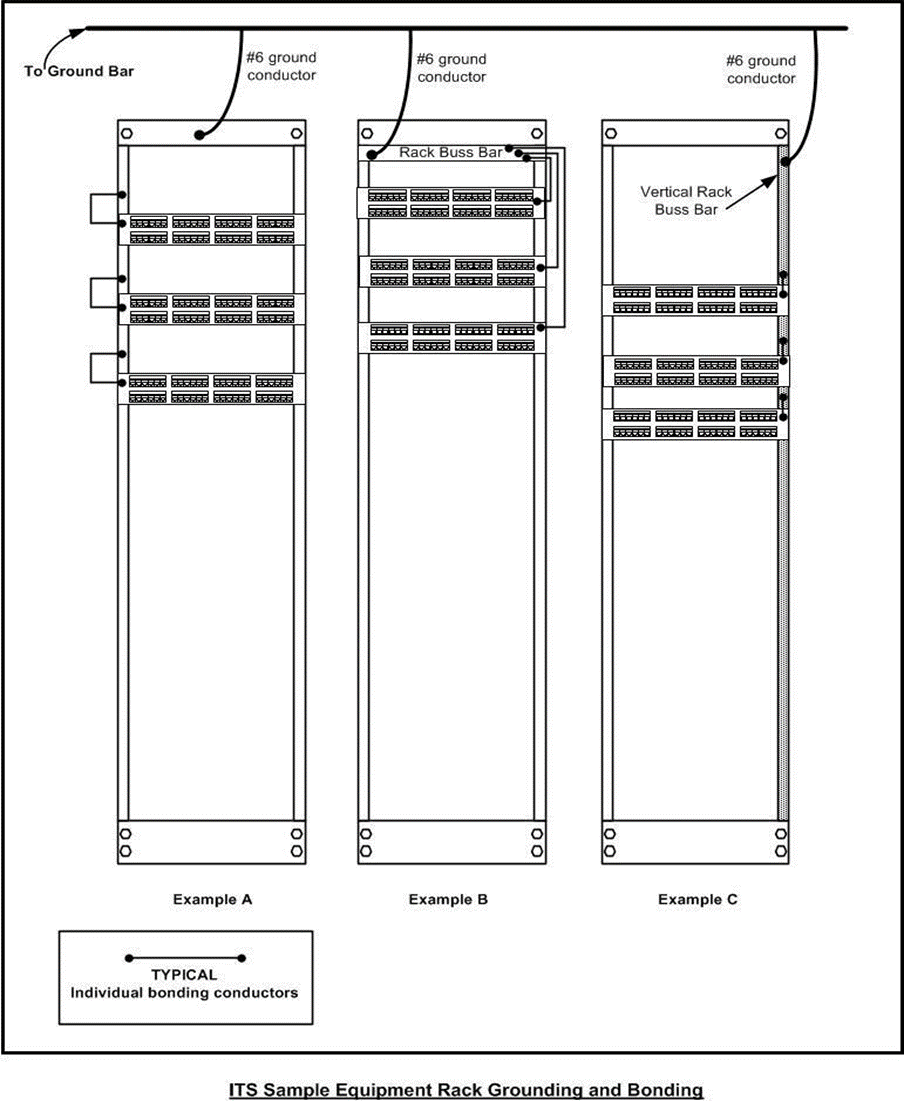 To Ground Bar
#6 ground
conductor
#6 ground
conductor
#6 ground
conductor
Rack Buss Bar
Vertical Rack
Buss Bar
Example A
Example B
Example C
TYPICAL
Individual bonding conductors
ITS Sample Equipment Rack Grounding and Bonding